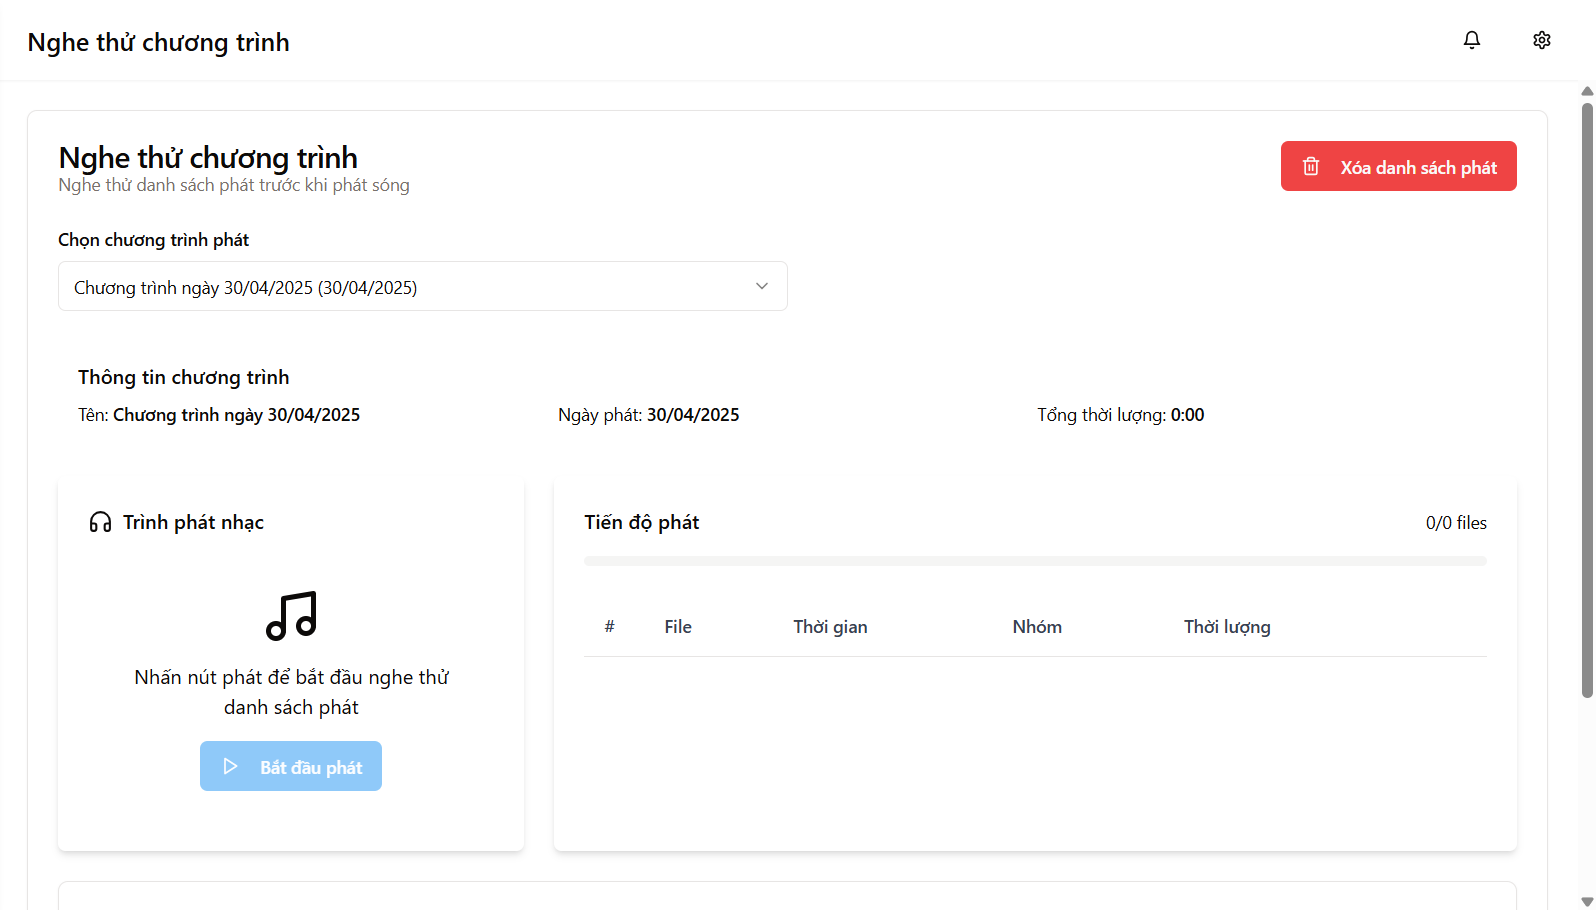 Nghe thử chương trình
Nghe thử chương trình
Nghe thử danh sách phát trước khi phát sóng
Xóa danh sách phát
Chọn chương trình phát
Chương trình ngày 30/04/2025 (30/04/2025)
Thông tin chương trình
Tên: Chương trình ngày 30/04/2025
Ngày phát: 30/04/2025
Tổng thời lượng: 0:00
Trình phát nhạc
Nhấn nút phát để bắt đầu nghe thử
danh sách phát
Bắt đầu phát
Tiến độ phát
0/0 files
# File Thời gian Nhóm Thời lượng